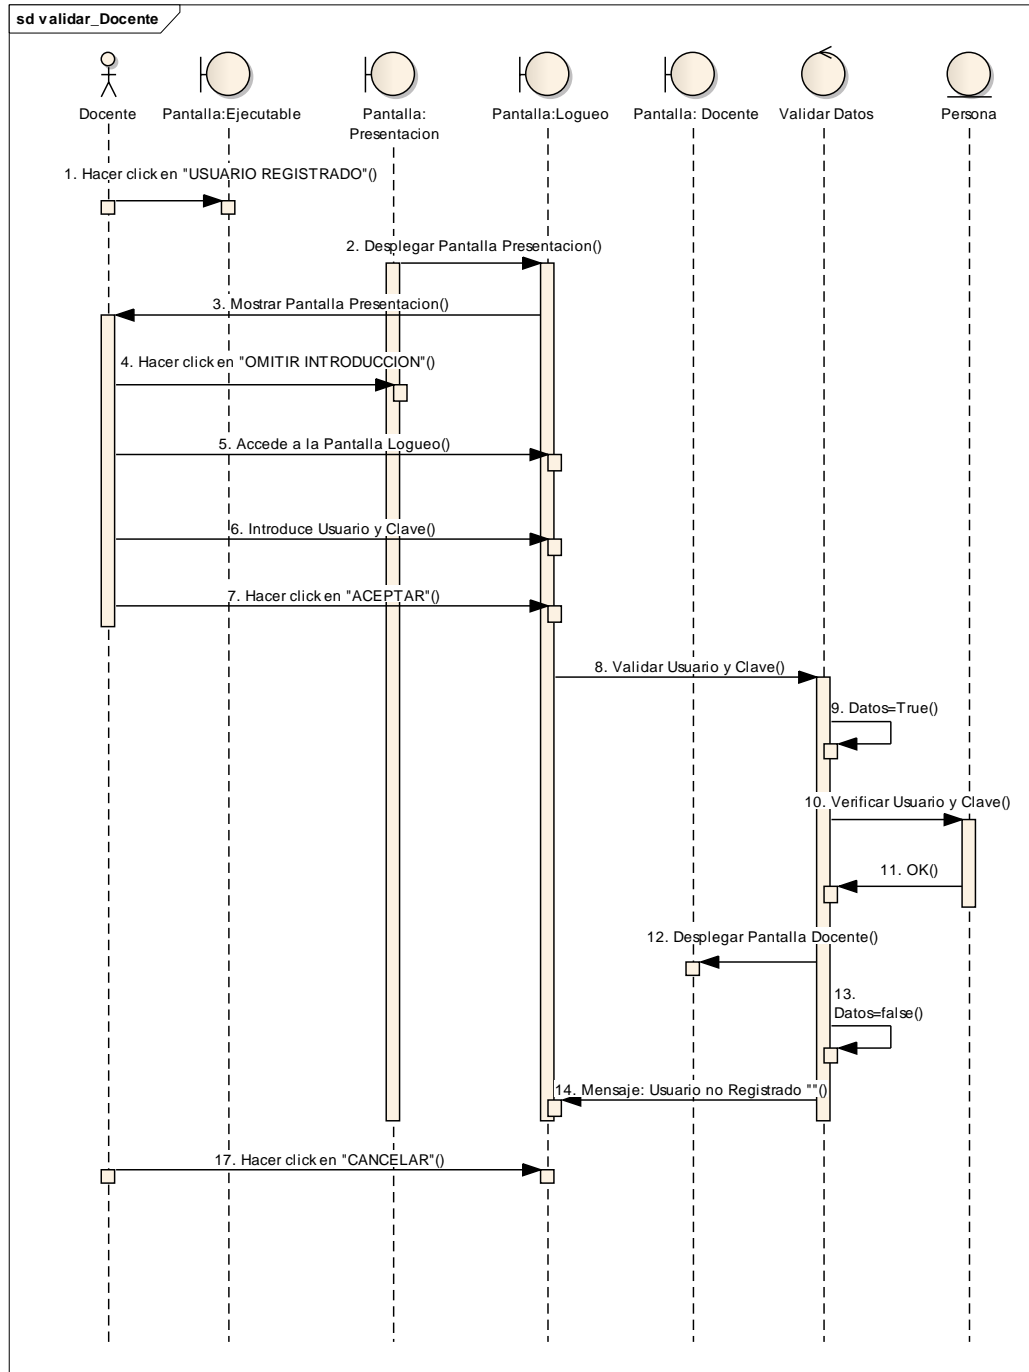 sd validar_Docente
Docente
Pantalla:Ejecutable
Pantalla:
Presentacion
Pantalla:Logueo
Pantalla: Docente
Validar Datos
Persona
1. Hacer click en "USUARIO REGISTRADO"()
2. Desplegar Pantalla Presentacion()
3. Mostrar Pantalla Presentacion()
4. Hacer click en "OMITIR INTRODUCCION"()
5. Accede a la Pantalla Logueo()
6. Introduce Usuario y Clave()
7. Hacer click en "ACEPTAR"()
8. Validar Usuario y Clave()
9. Datos=True()
10. Verificar Usuario y Clave()
11. OK()
12. Desplegar Pantalla Docente()
13.
Datos=false()
14. Mensaje: Usuario no Registrado ""()
17. Hacer click en "CANCELAR"()